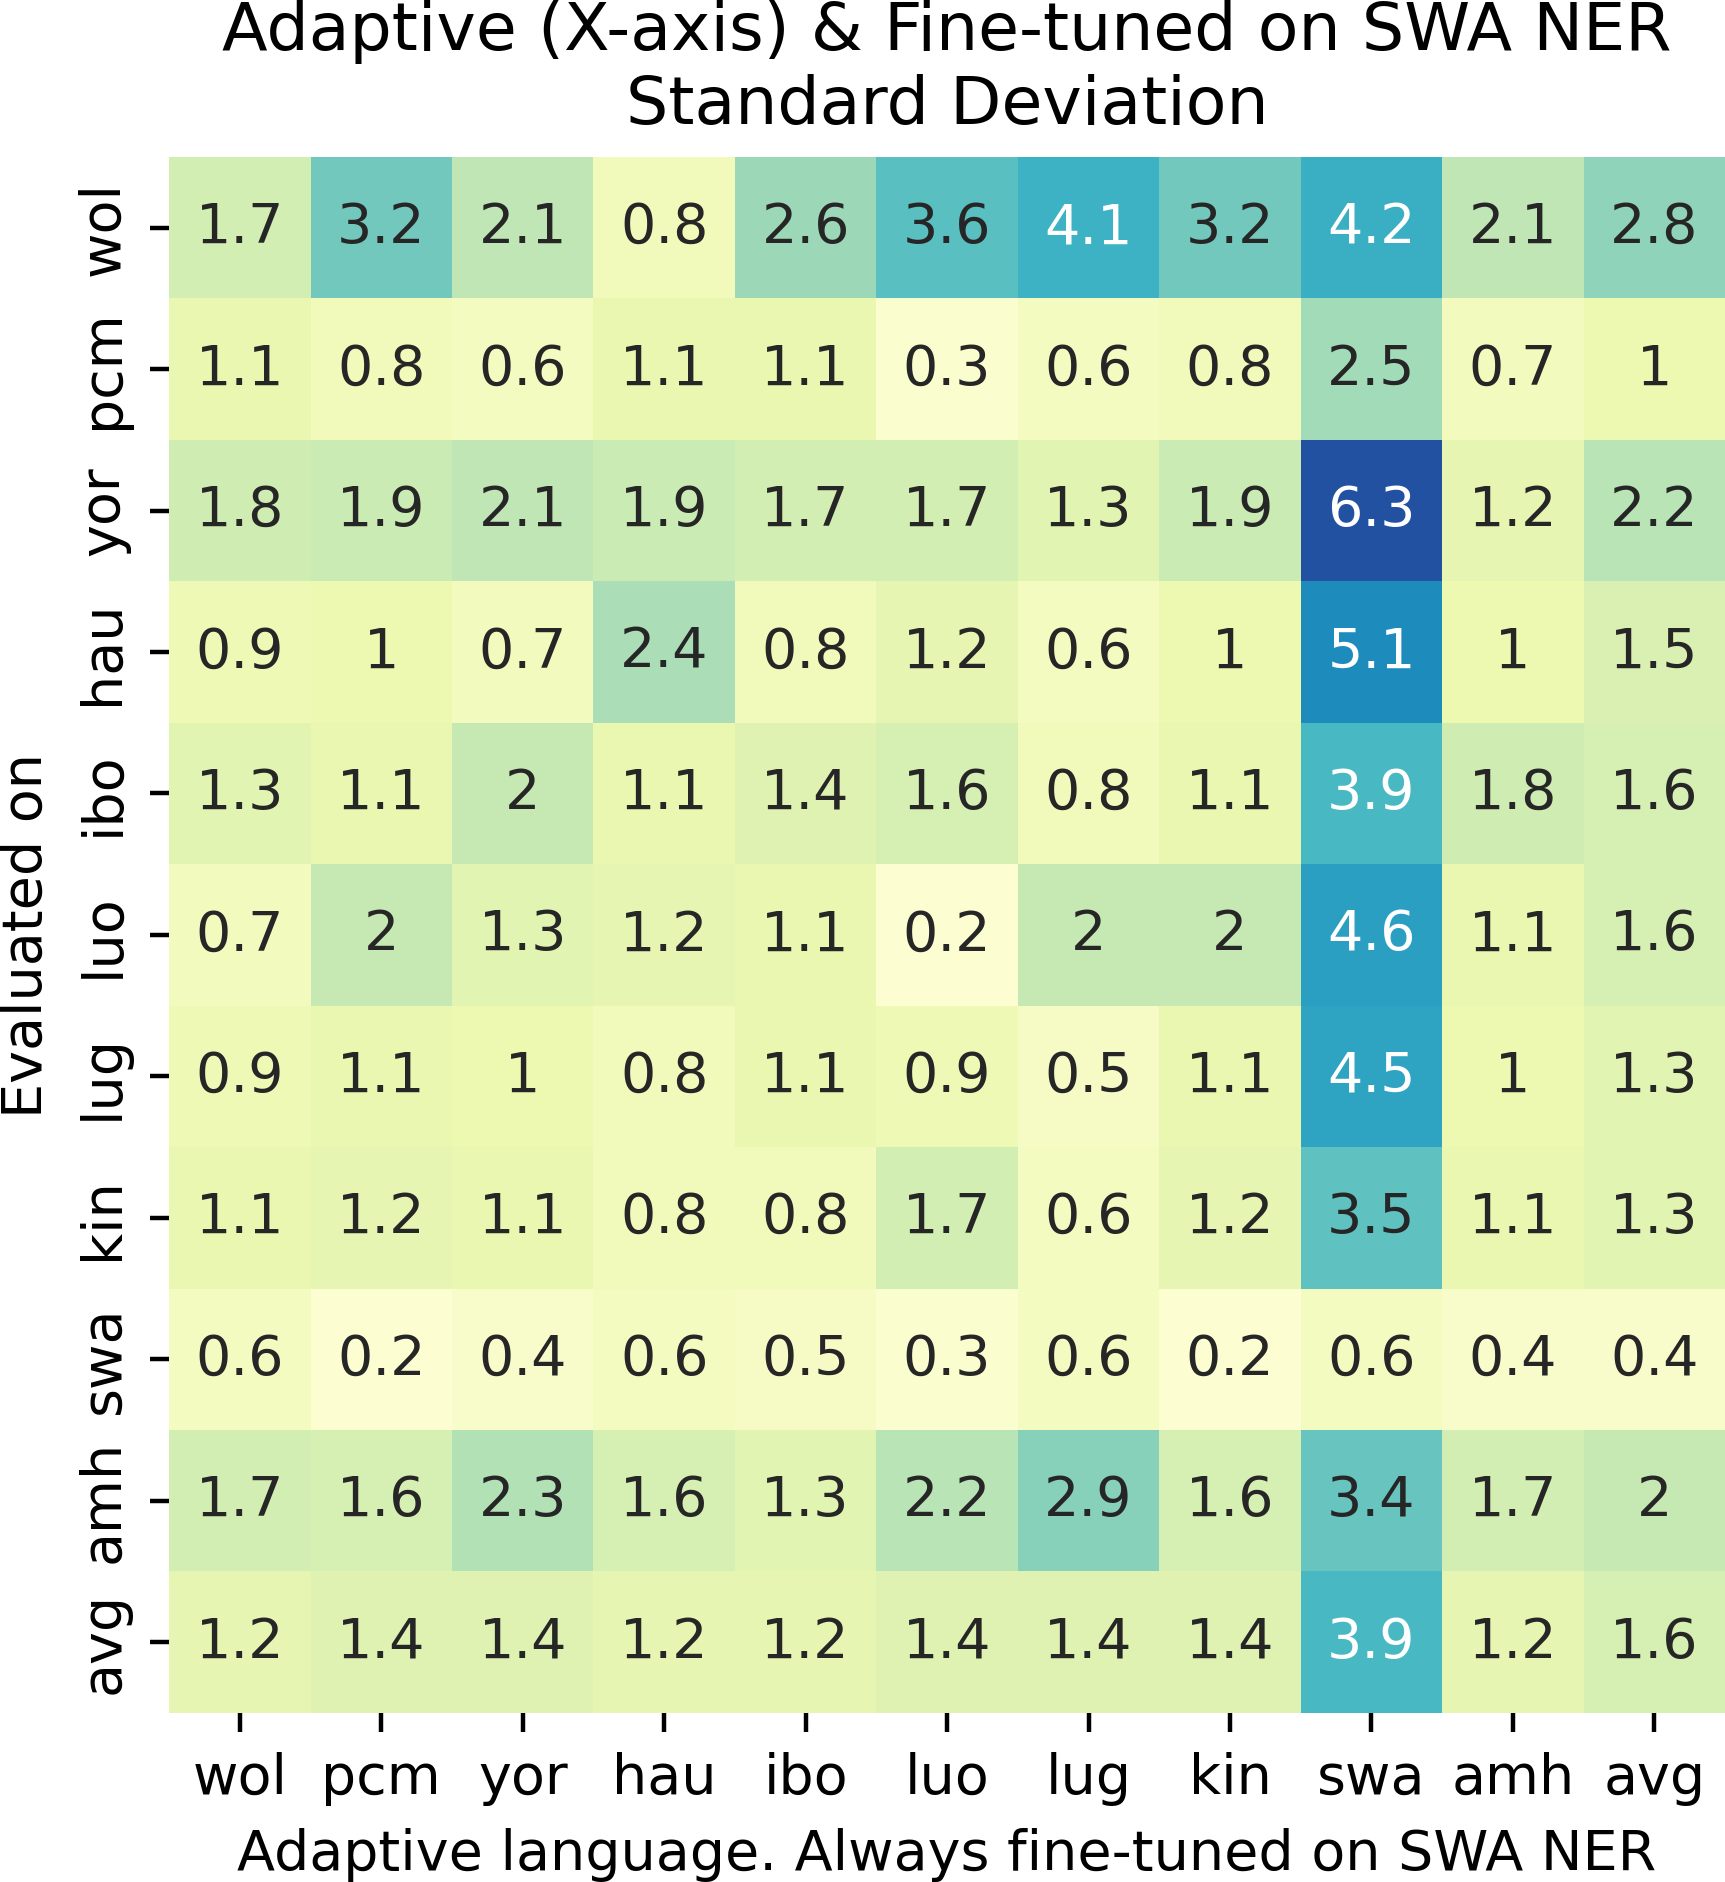 Adaptive (X-axis) & Fine-tuned on SWA NER
Standard Deviation
Evaluated on
wol 1.7 3.2 2.1 0.8 2.6 3.6 4.1 3.2 4.2 2.1 2.8
pcm 1.1 0.8 0.6 1.1 1.1 0.3 0.6 0.8 2.5 0.7 1
yor 1.8 1.9 2.1 1.9 1.7 1.7 1.3 1.9 6.3 1.2 2.2
hau 0.9 1 0.7 2.4 0.8 1.2 0.6 1 5.1 1 1.5
ibo 1.3 1.1 2 1.1 1.4 1.6 0.8 1.1 3.9 1.8 1.6
luo 0.7 2 1.3 1.2 1.1 0.2 2 2 4.6 1.1 1.6
lug 0.9 1.1 1 0.8 1.1 0.9 0.5 1.1 4.5 1 1.3
kin 1.1 1.2 1.1 0.8 0.8 1.7 0.6 1.2 3.5 1.1 1.3
swa 0.6 0.2 0.4 0.6 0.5 0.3 0.6 0.2 0.6 0.4 0.4
amh 1.7 1.6 2.3 1.6 1.3 2.2 2.9 1.6 3.4 1.7 2
avg 1.2 1.4 1.4 1.2 1.2 1.4 1.4 1.4 3.9 1.2 1.6
wol pcm yor hau ibo luo lug kin swa amh avg
Adaptive language. Always fine-tuned on SWA NER